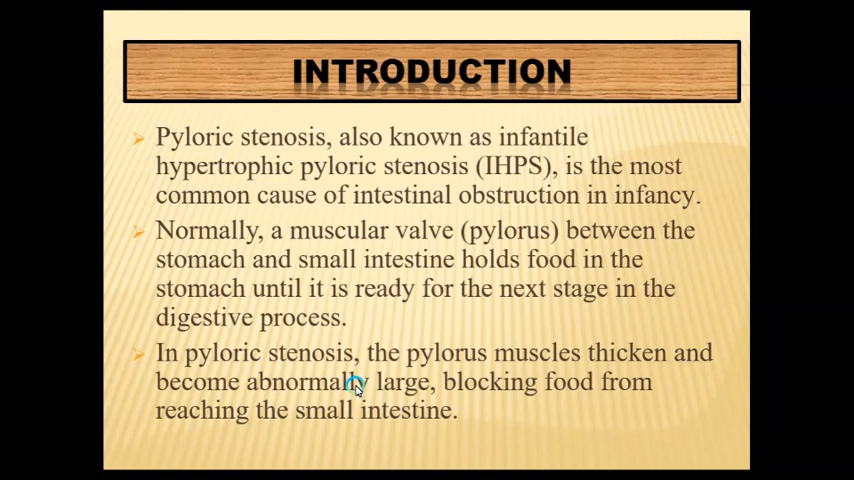 INTRODUCTION
Pyloric stenosis, also known as infantile
hypertrophic pyloric stenosis (IHPS), is the most
common cause of intestinal obstruction in infancy.
Normally, a muscular valve (pylorus) between the
stomach and small intestine holds food in the
stomach until it is ready for the next stage in the
digestive process.
In pyloric stenosis, the pylorus muscles thicken and
become abnormally large, blocking food from
reaching the small intestine.